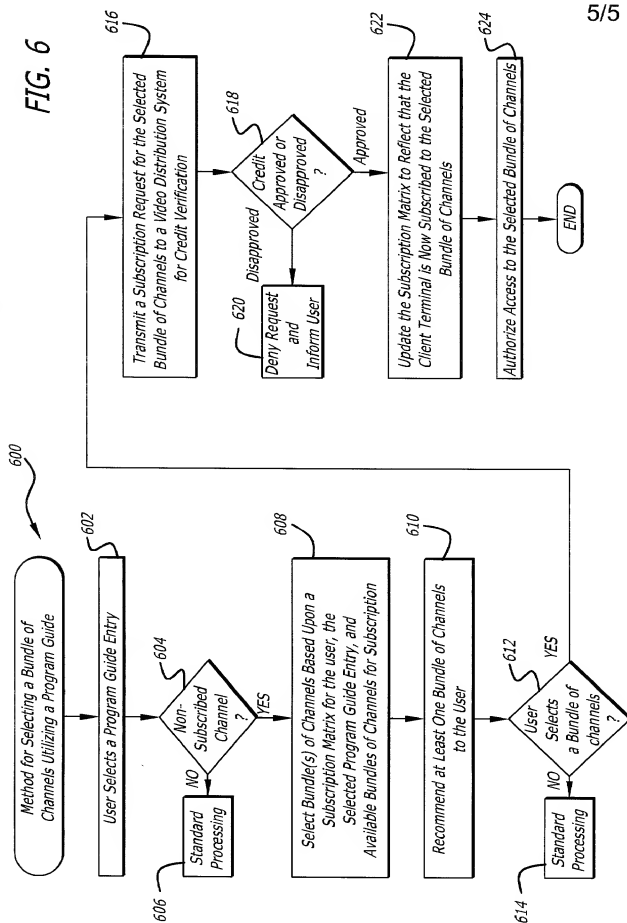 5/5
FIG. 6
600
Method for Selecting a Bundle of
Channels Utilizing a Program Guide
602
User Selects a Program Guide Entry
604
Non-
Subscribed
Channel
?
NO
606
Standard
Processing
YES
608
Select Bundle(s) of Channels Based Upon a
Subscription Matrix for the user, the
Selected Program Guide Entry, and
Available Bundles of Channels for Subscription
610
Recommend at Least One Bundle of Channels
to the User
612
User
Selects
a Bundle of
channels
?
NO
614
Standard
Processing
YES
616
Transmit a Subscription Request for the Selected
Bundle of Channels to a Video Distribution System
for Credit Verification
618
Credit
Approved or
Disapproved
?
Disapproved
620
Deny Request
and
Inform User
Approved
622
Update the Subscription Matrix to Reflect that the
Client Terminal is Now Subscribed to the Selected
Bundle of Channels
624
Authorize Access to the Selected Bundle of Channels
END